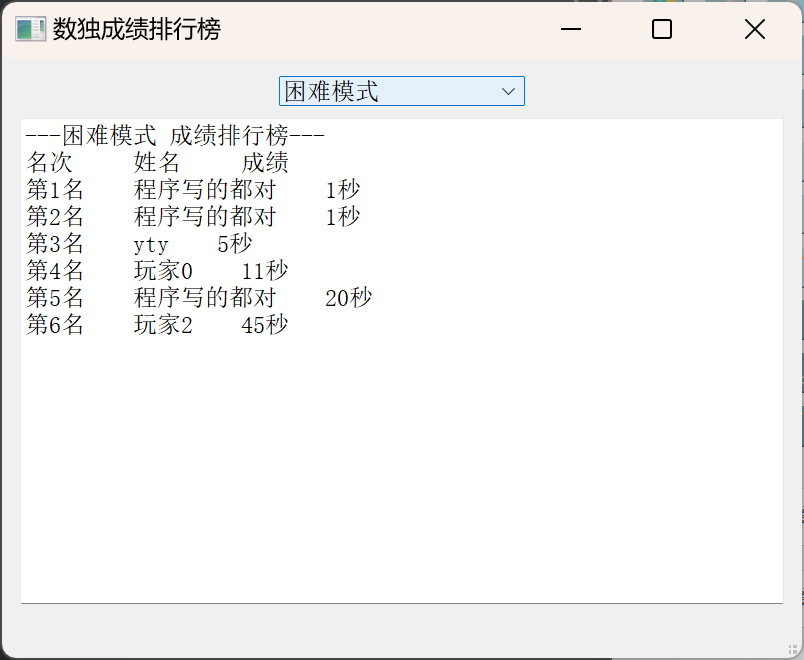 数独成绩排行榜
困难模式
---困难模式 成绩排行榜---
名次 姓名 成绩
第1名 程序写的都对 1秒
第2名 程序写的都对 1秒
第3名 yty 5秒
第4名 玩家0 11秒
第5名 程序写的都对 20秒
第6名 玩家2 45秒